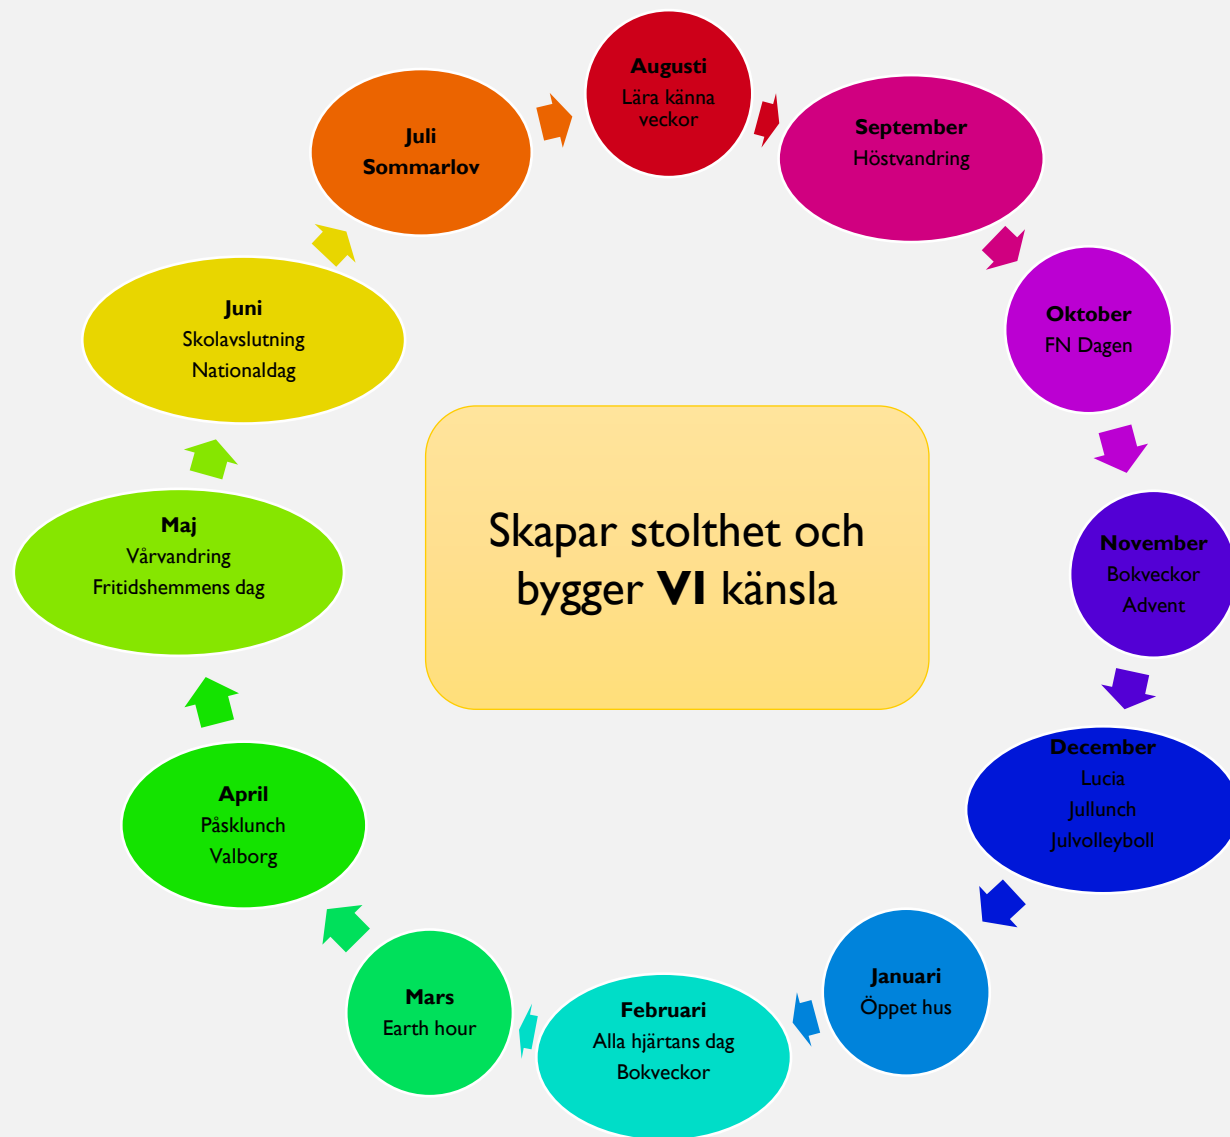 Augusti
Lära känna
veckor
September
Höstvandring
Oktober
FN Dagen
November
Bokveckor
Advent
December
Lucia
Jullunch
Julvolleyboll
Januari
Öppet hus
Februari
Alla hjärtans dag
Bokveckor
Mars
Earth hour
April
Påsklunch
Valborg
Maj
Vårvandring
Fritidshemmens dag
Juni
Skolavslutning
Nationaldag
Juli
Sommarlov
Skapar stolthet och
bygger VI känsla